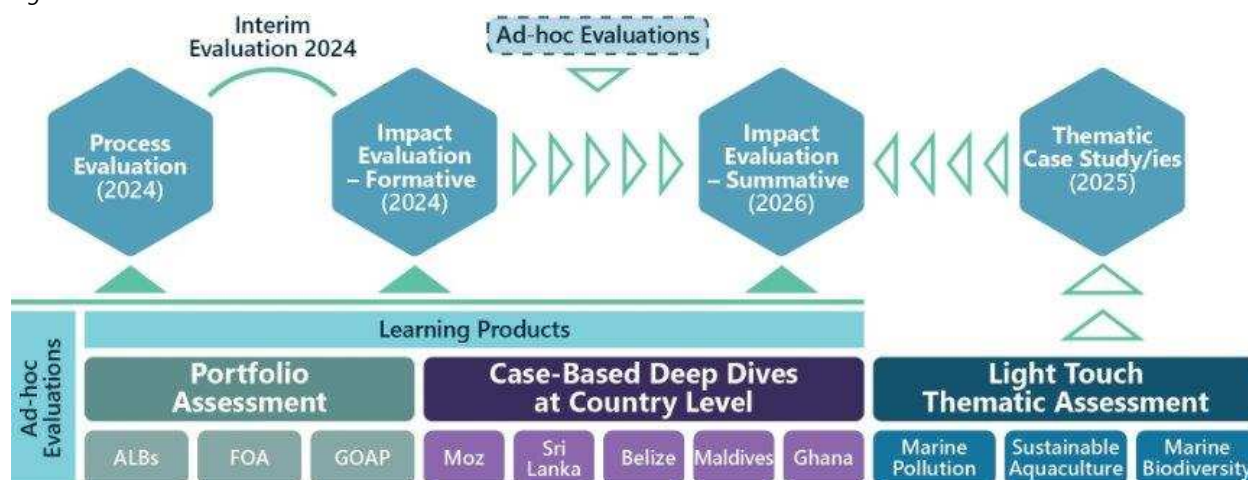 Interim
Evaluation 2024
Ad-hoc Evaluations
Process
Evaluation
(2024)
Impact
Evaluation
– Formative
(2024)
Impact
Evaluation
– Summative
(2026)
Thematic
Case Study/ies
(2025)
Ad-hoc
Evaluations
Learning Products
Portfolio
Assessment
Case-Based Deep Dives
at Country Level
Light Touch
Thematic Assessment
ALBs
FOA
GOAP
Moz
Sri
Lanka
Belize
Maldives
Ghana
Marine
Pollution
Sustainable
Aquaculture
Marine
Biodiversity